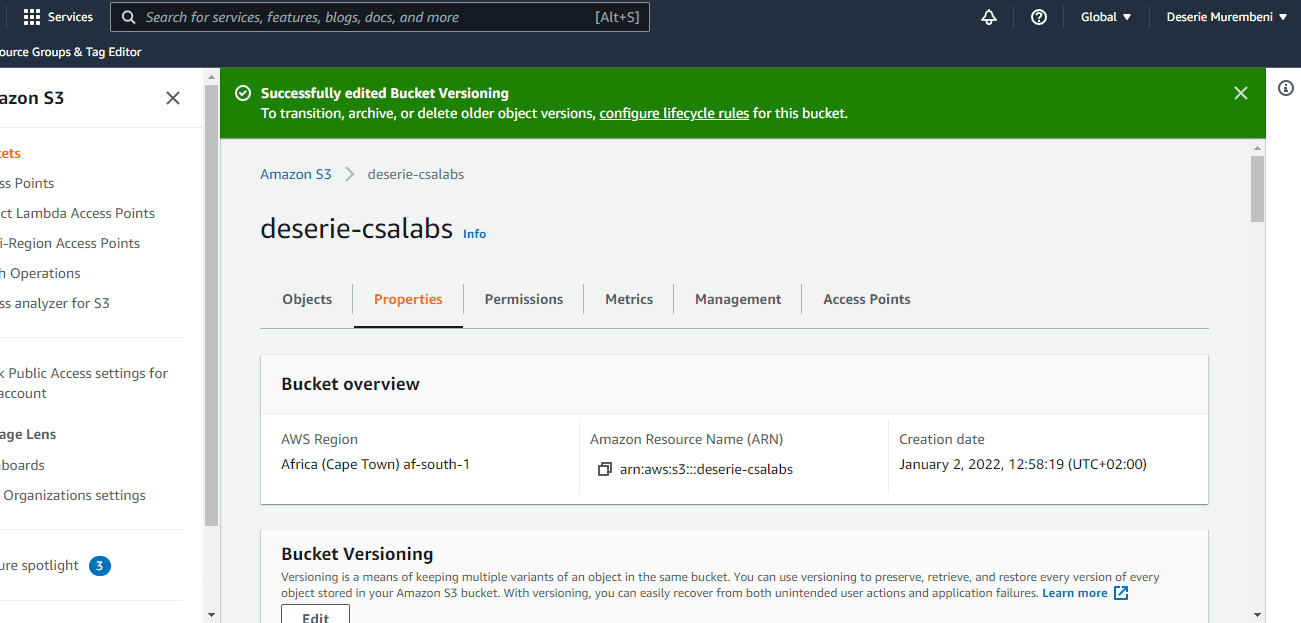 Services
Search for services, features, blogs, docs, and more [Alt+S]
Global ▼
Deserie Murembeni ▼
ource Groups & Tag Editor
azon S3
Successfully edited Bucket Versioning
To transition, archive, or delete older object versions, configure lifecycle rules for this bucket.
ets
ss Points
ct Lambda Access Points
i-Region Access Points
h Operations
ss analyzer for S3
k Public Access settings for
account
age Lens
boards
Organizations settings
ure spotlight 3
Amazon S3 > deserie-csalabs
deserie-csalabs Info
Objects
Properties
Permissions
Metrics
Management
Access Points
Bucket overview
AWS Region
Africa (Cape Town) af-south-1
Amazon Resource Name (ARN)
arn:aws:s3:::deserie-csalabs
Creation date
January 2, 2022, 12:58:19 (UTC+02:00)
Bucket Versioning
Versioning is a means of keeping multiple variants of an object in the same bucket. You can use versioning to preserve, retrieve, and restore every version of every
object stored in your Amazon S3 bucket. With versioning, you can easily recover from both unintended user actions and application failures. Learn more
Edit